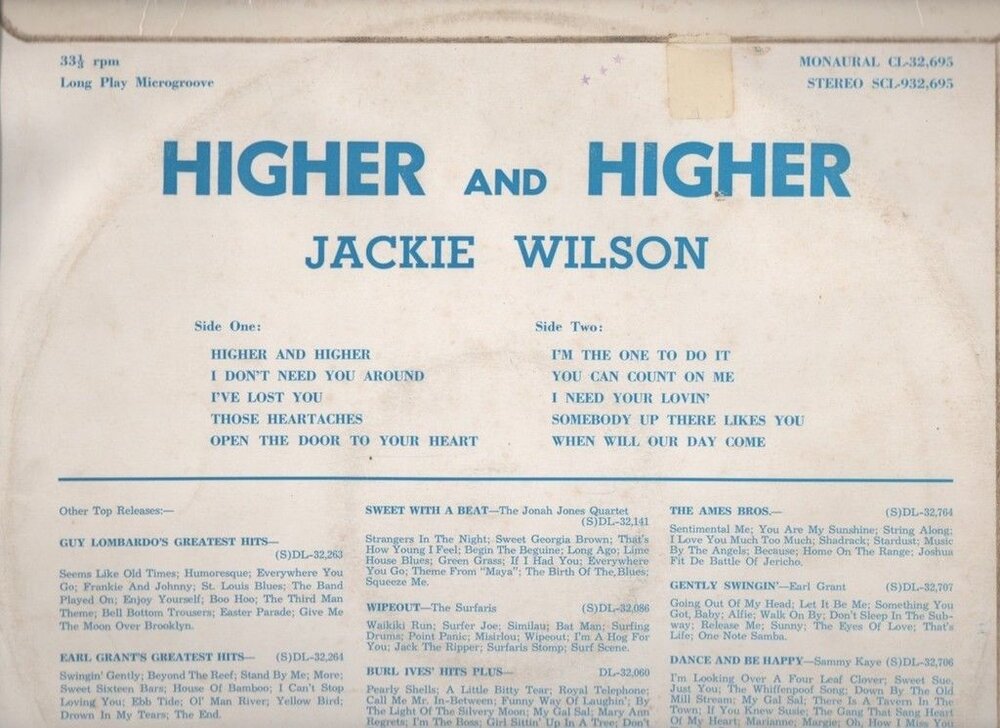 33⅓ rpm
Long Play Microgroove
MONAURAL CL-32,695
STEREO SCL-932,695
HIGHER AND HIGHER
JACKIE WILSON
Side One:
HIGHER AND HIGHER
I DON'T NEED YOU AROUND
I'VE LOST YOU
THOSE HEARTACHES
OPEN THE DOOR TO YOUR HEART
Side Two:
I'M THE ONE TO DO IT
YOU CAN COUNT ON ME
I NEED YOUR LOVIN'
SOMEBODY UP THERE LIKES YOU
WHEN WILL OUR DAY COME
Other Top Releases:—
GUY LOMBARDO'S GREATEST HITS—
(S)DL-32,263
Seems Like Old Times; Humoresque; Everywhere You
Go; Frankie And Johnny; St. Louis Blues; The Band
Played On; Enjoy Yourself; Boo Hoo; The Third Man
Theme; Bell Bottom Trousers; Easter Parade; Give Me
The Moon Over Brooklyn.
EARL GRANT'S GREATEST HITS— (S)DL-32,264
Swingin' Gently; Beyond The Reef; Stand By Me; More;
Sweet Sixteen Bars; House Of Bamboo; I Can't Stop
Loving You; Ebb Tide; Ol' Man River; Yellow Bird;
Drown In My Tears; The End.
SWEET WITH A BEAT—The Jonah Jones Quartet
(S)DL-32,141
Strangers In The Night; Sweet Georgia Brown; That's
How Young I Feel; Begin The Beguine; Long Ago; Lime
House Blues; Green Grass; If I Had You; Everywhere
You Go; Theme From "Maya"; The Birth Of The Blues;
Squeeze Me.
WIPEOUT—The Surfaris (S)DL-32,086
Waikiki Run; Surfer Joe; Similau; Bat Man; Surfing
Drums; Point Panic; Misirlou; Wipeout; I'm A Hog For
You; Jack The Ripper; Surfaris Stomp; Surf Scene.
BURL IVES' HITS PLUS— DL-32,060
Pearly Shells; A Little Bitty Tear; Royal Telephone;
Call Me Mr. In-Between; Funny Way Of Laughin'; By
The Light Of The Silvery Moon; My Gal Sal; Mary Ann
Regrets; I'm The Boss; Girl Sittin' Up In A Tree; Don't
THE AMES BROS.— (S)DL-32,764
Sentimental Me; You Are My Sunshine; String Along;
I Love You Much Too Much; Shadrack; Stardust; Music
By The Angels; Because; Home On The Range; Joshua
Fit De Battle Of Jericho.
GENTLY SWINGIN'—Earl Grant (S)DL-32,707
Going Out Of My Head; Let It Be Me; Something You
Got, Baby; Alfie; Walk On By; Don't Sleep In The Sub-
way; Release Me; Sunny; The Eyes Of Love; That's
Life; One Note Samba.
DANCE AND BE HAPPY—Sammy Kaye (S)DL-32,706
I'm Looking Over A Four Leaf Clover; Sweet Sue,
Just You; The Whiffenpoof Song; Down By The Old
Mill Stream; My Gal Sal; There Is A Tavern In The
Town; If You Knew Susie; The Gang That Sang Heart
Of My Heart; Marianne; Margie; Oh, How I Miss You